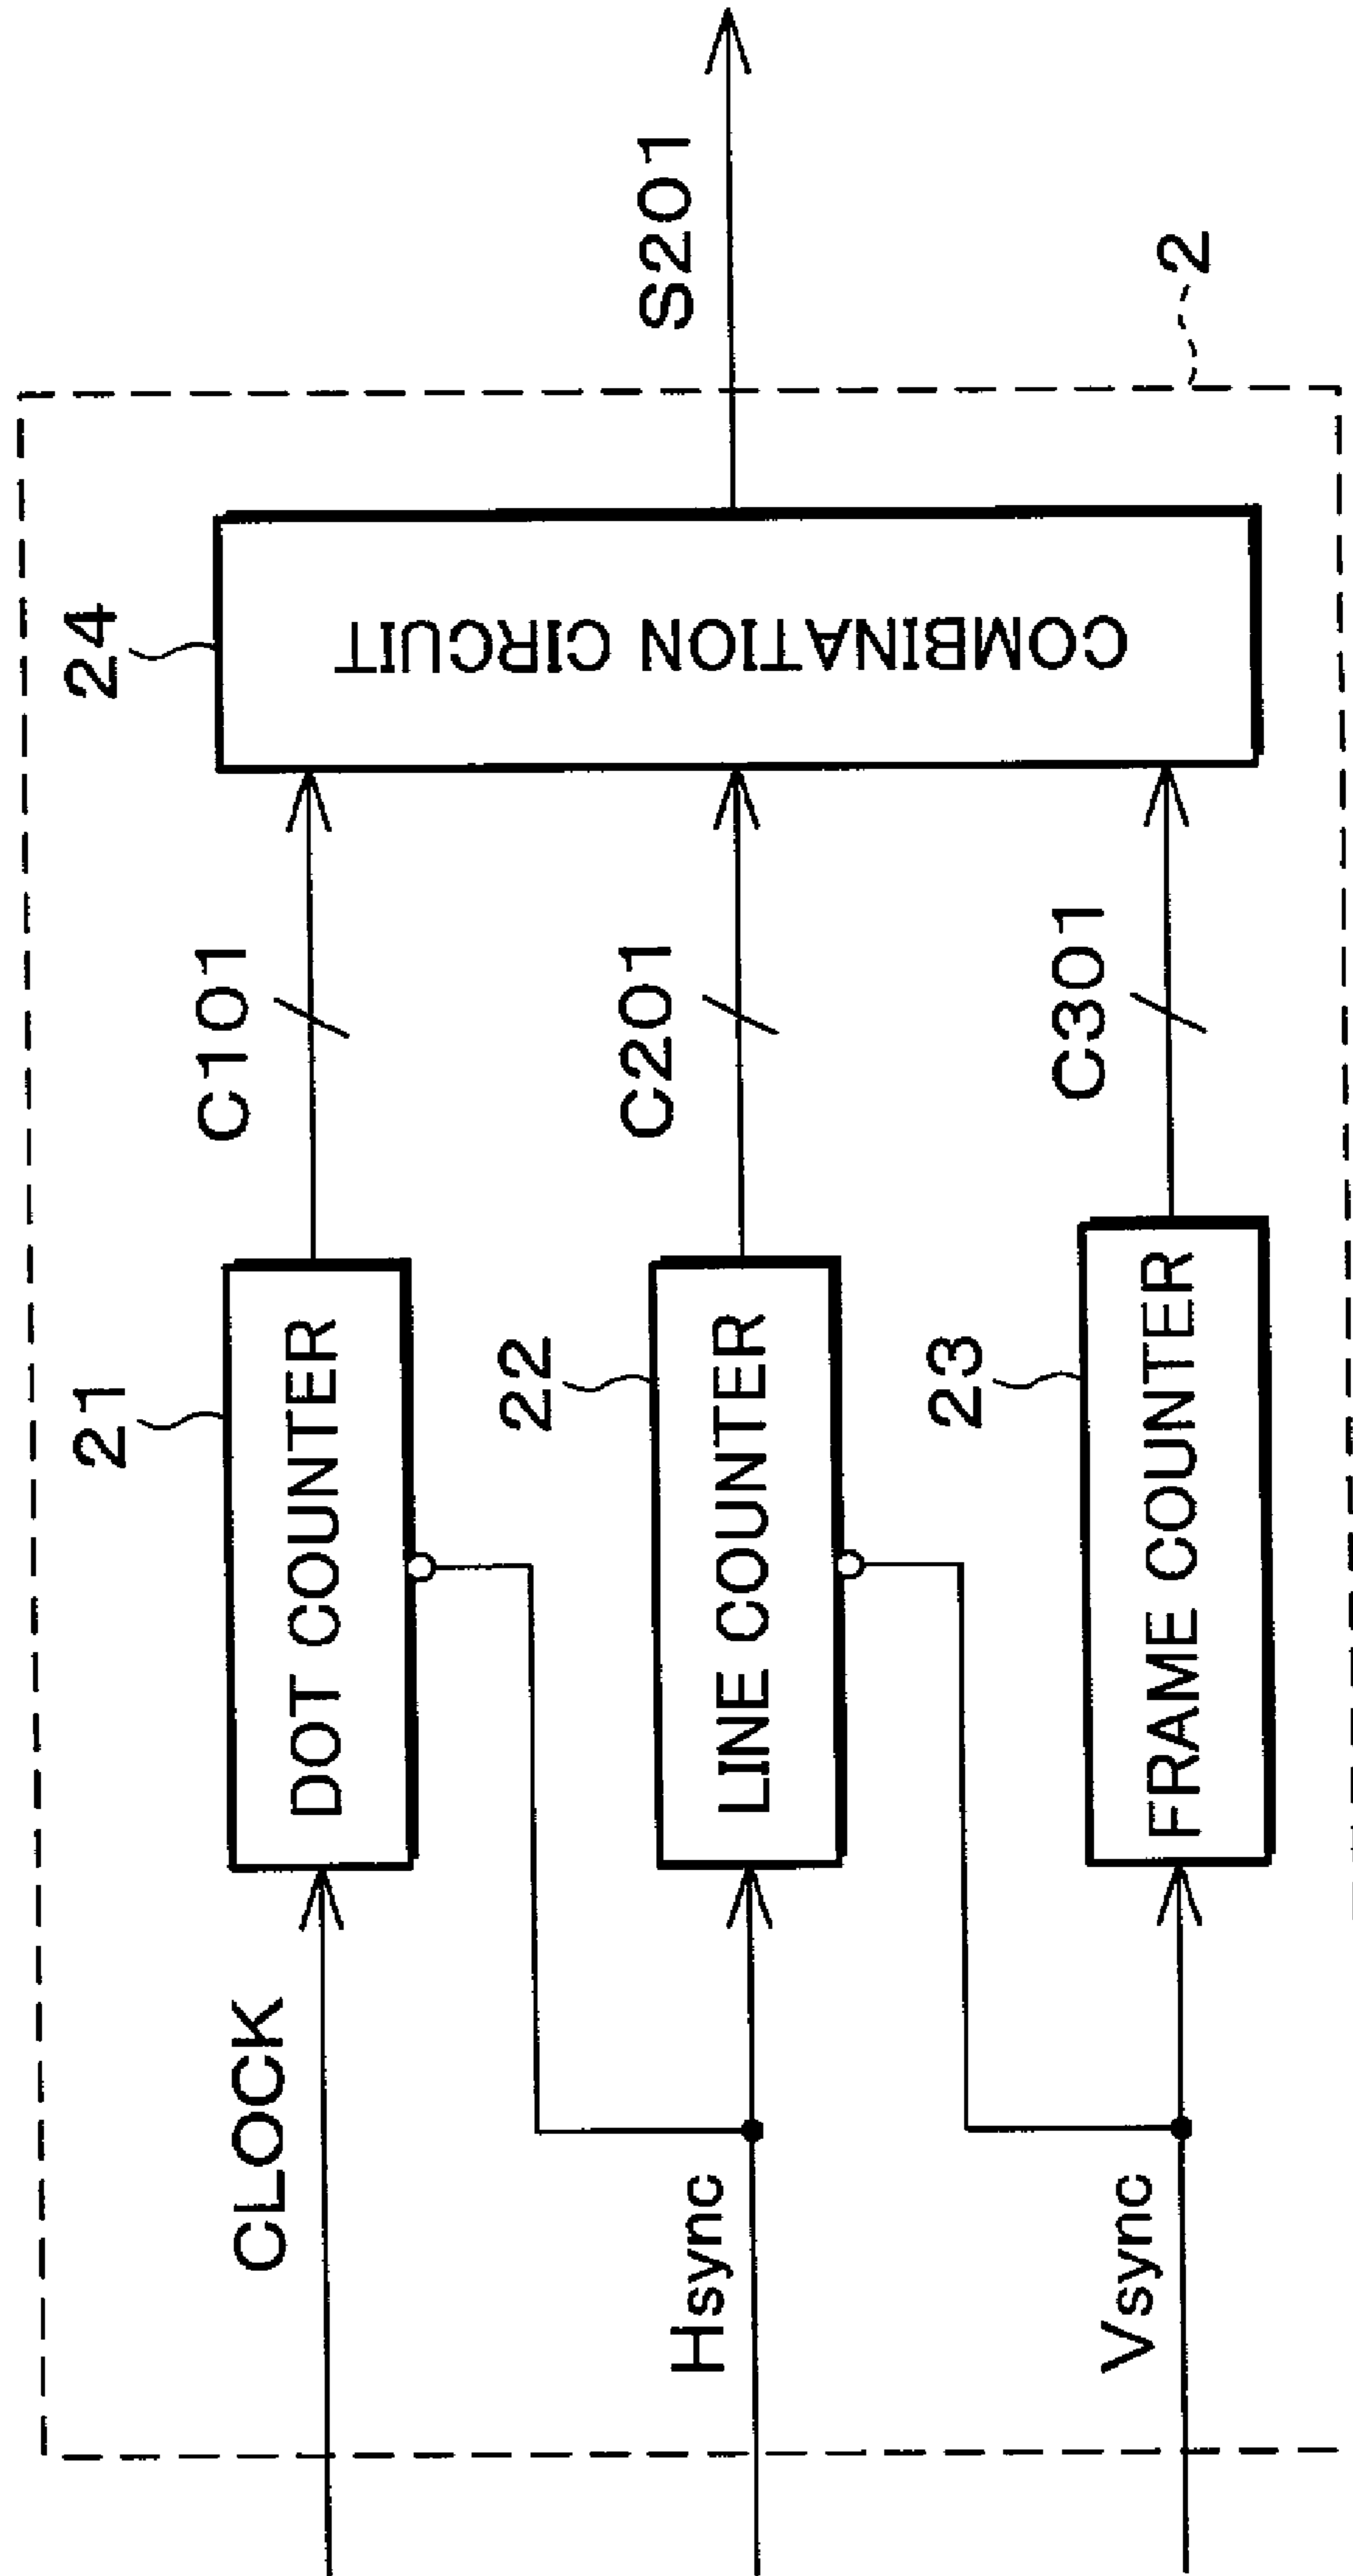 CLOCK
21
DOT COUNTER
C101
Hsync
22
LINE COUNTER
C201
Vsync
23
FRAME COUNTER
C301
24
COMBINATION CIRCUIT
S201
2